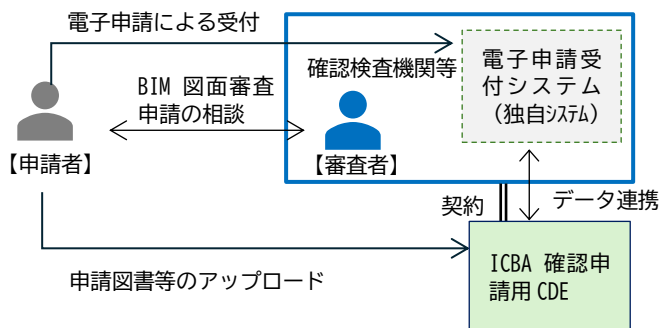 電子申請による受付
確認検査機関等
電子申請受
付システム
(独自ｼｽﾃﾑ)
BIM 図面審査
申請の相談
【申請者】
【審査者】
契約
データ連携
ICBA 確認申
請用 CDE
申請図書等のアップロード